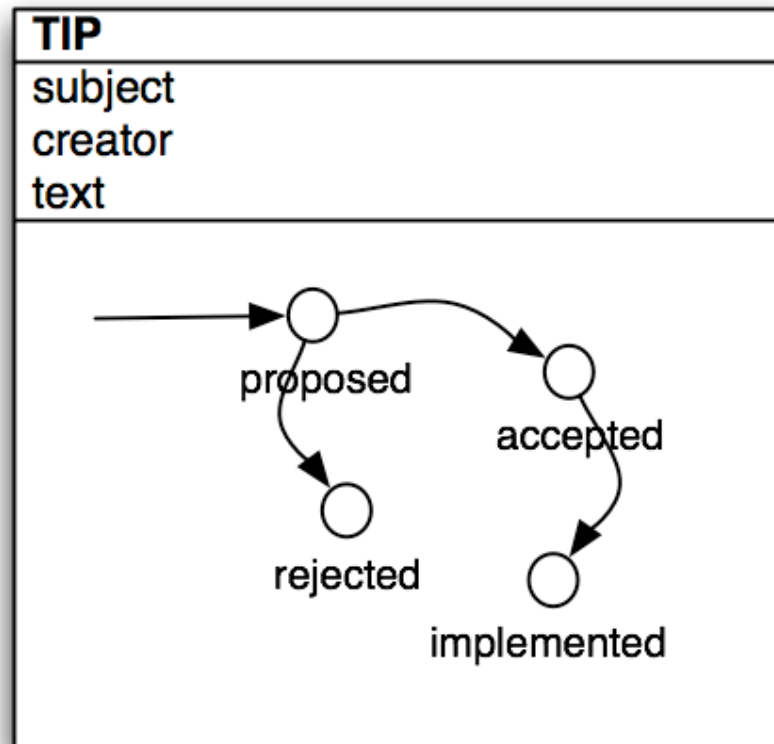 TIP
subject
creator
text
proposed
accepted
rejected
implemented